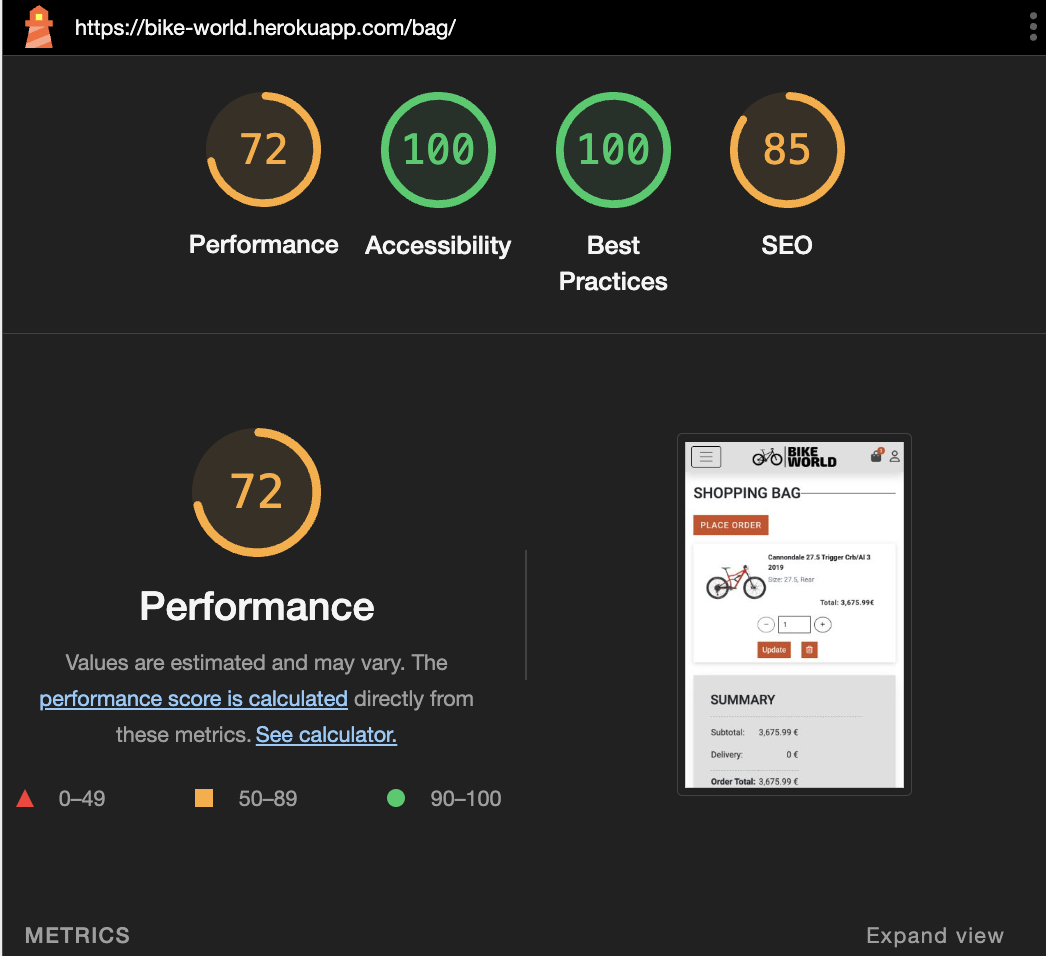 https://bike-world.herokuapp.com/bag/
72
100
100
85
Performance
Accessibility
Best
Practices
SEO
72
Performance
Values are estimated and may vary. The
performance score is calculated directly from
these metrics. See calculator.
0–49
50–89
90–100
BIKE
WORLD
SHOPPING BAG
PLACE ORDER
Cannondale 27.5 Trigger Crb/Al 3
2019
Size: 27.5, Rear
Total: 3,675.99€
− 1 +
Update
SUMMARY
Subtotal: 3,675.99 €
Delivery: 0 €
Order Total: 3,675.99 €
METRICS
Expand view